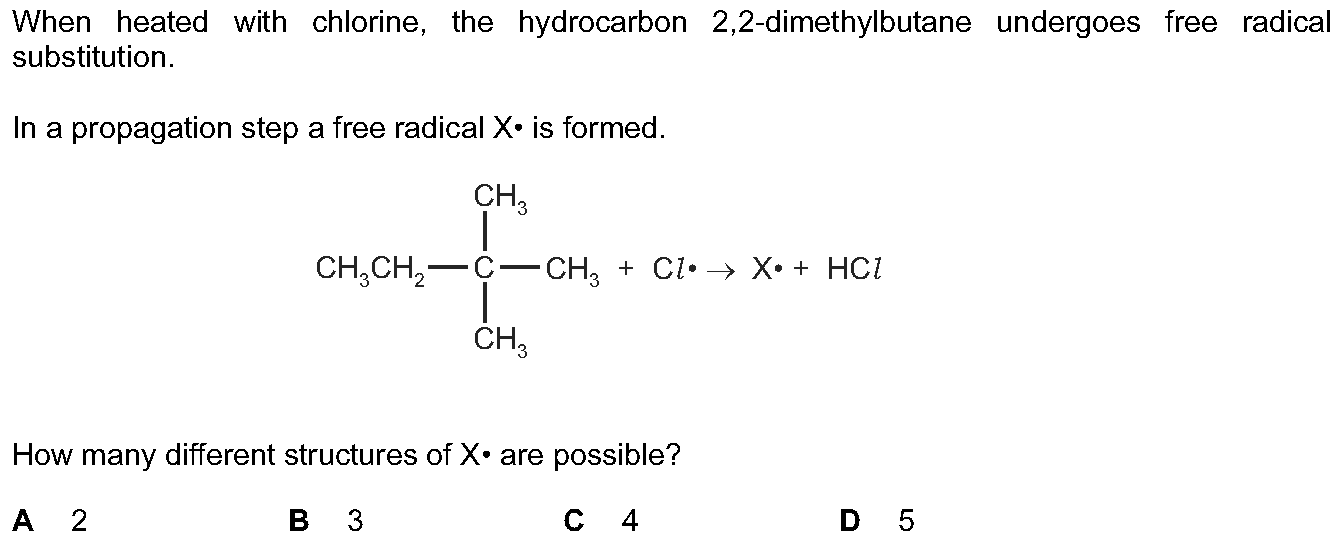 When heated with chlorine, the hydrocarbon 2,2-dimethylbutane undergoes free radical
substitution.
In a propagation step a free radical X• is formed.
CH₃
CH₃CH₂—C—CH₃ + Cl• → X• + HCl
CH₃
How many different structures of X• are possible?
A 2 B 3 C 4 D 5